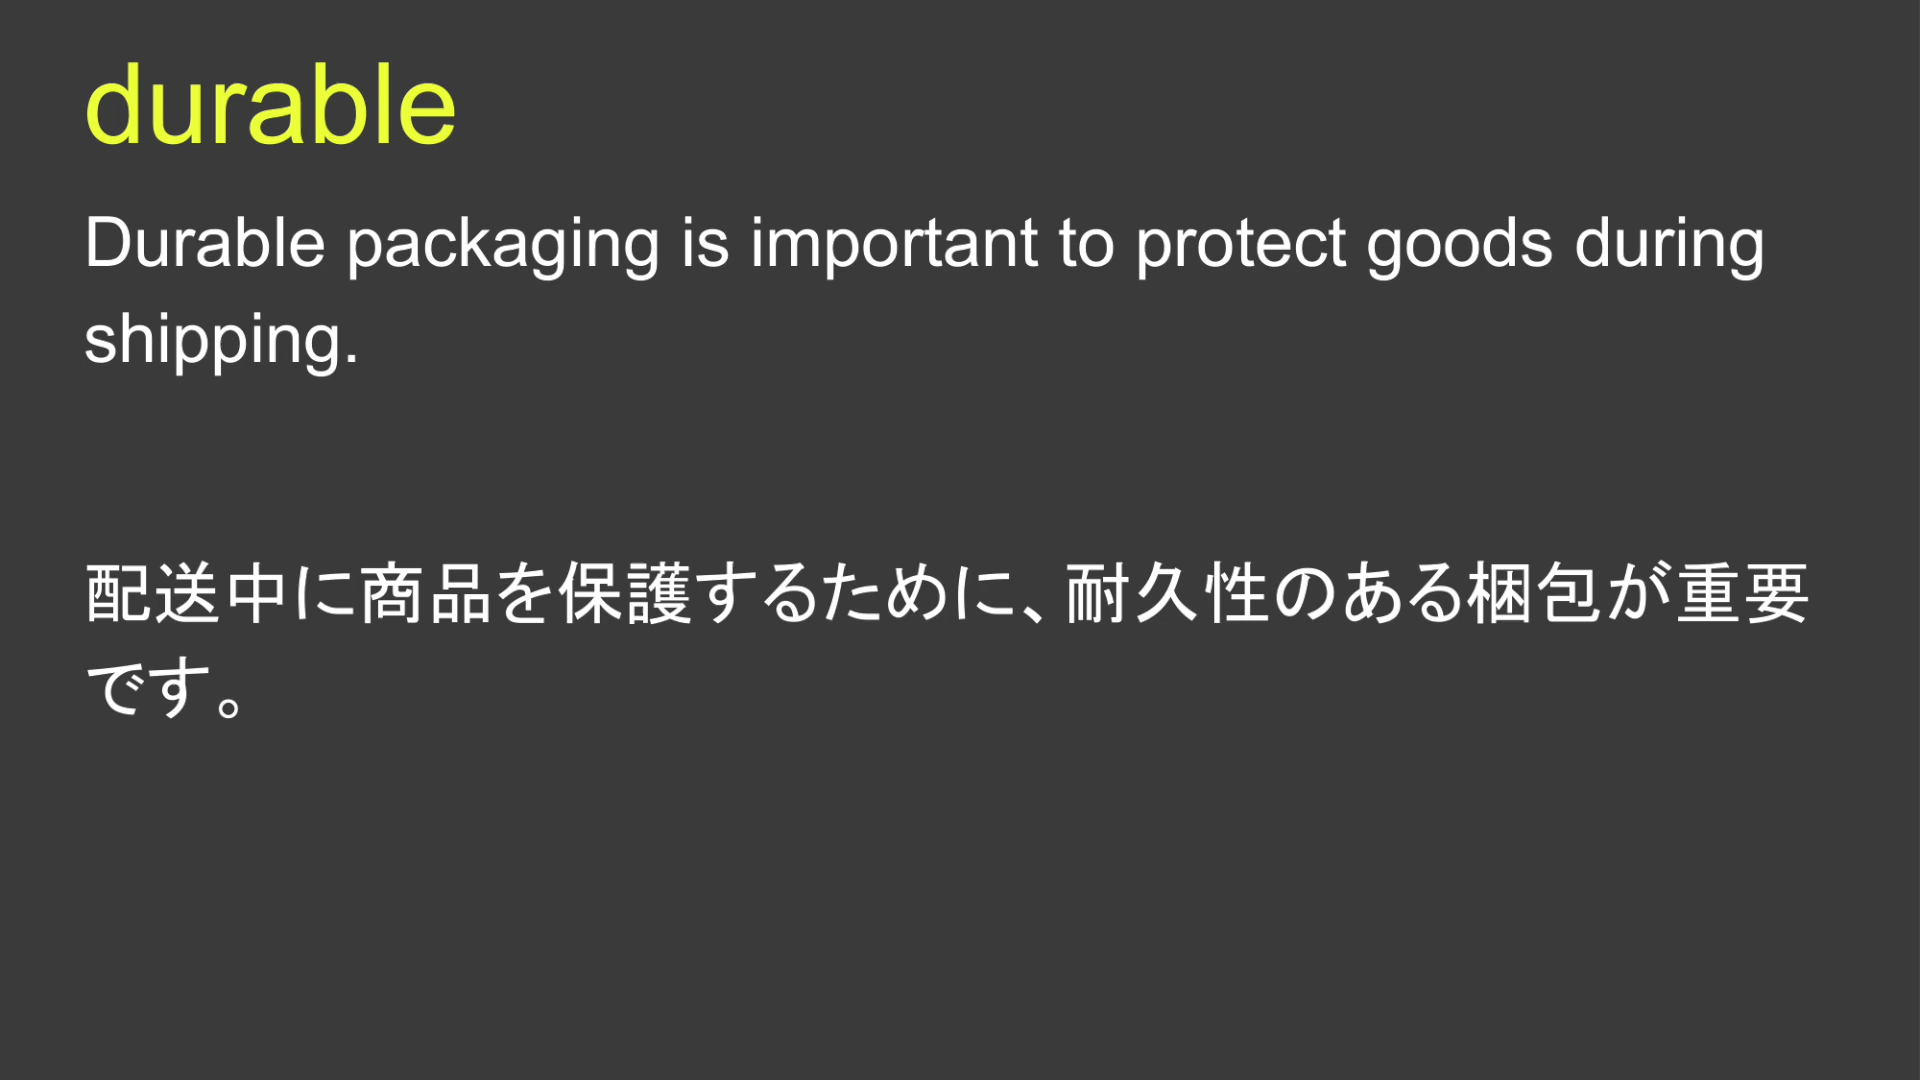 durable
Durable packaging is important to protect goods during
shipping.
配送中に商品を保護するために、耐久性のある梱包が重要
です。